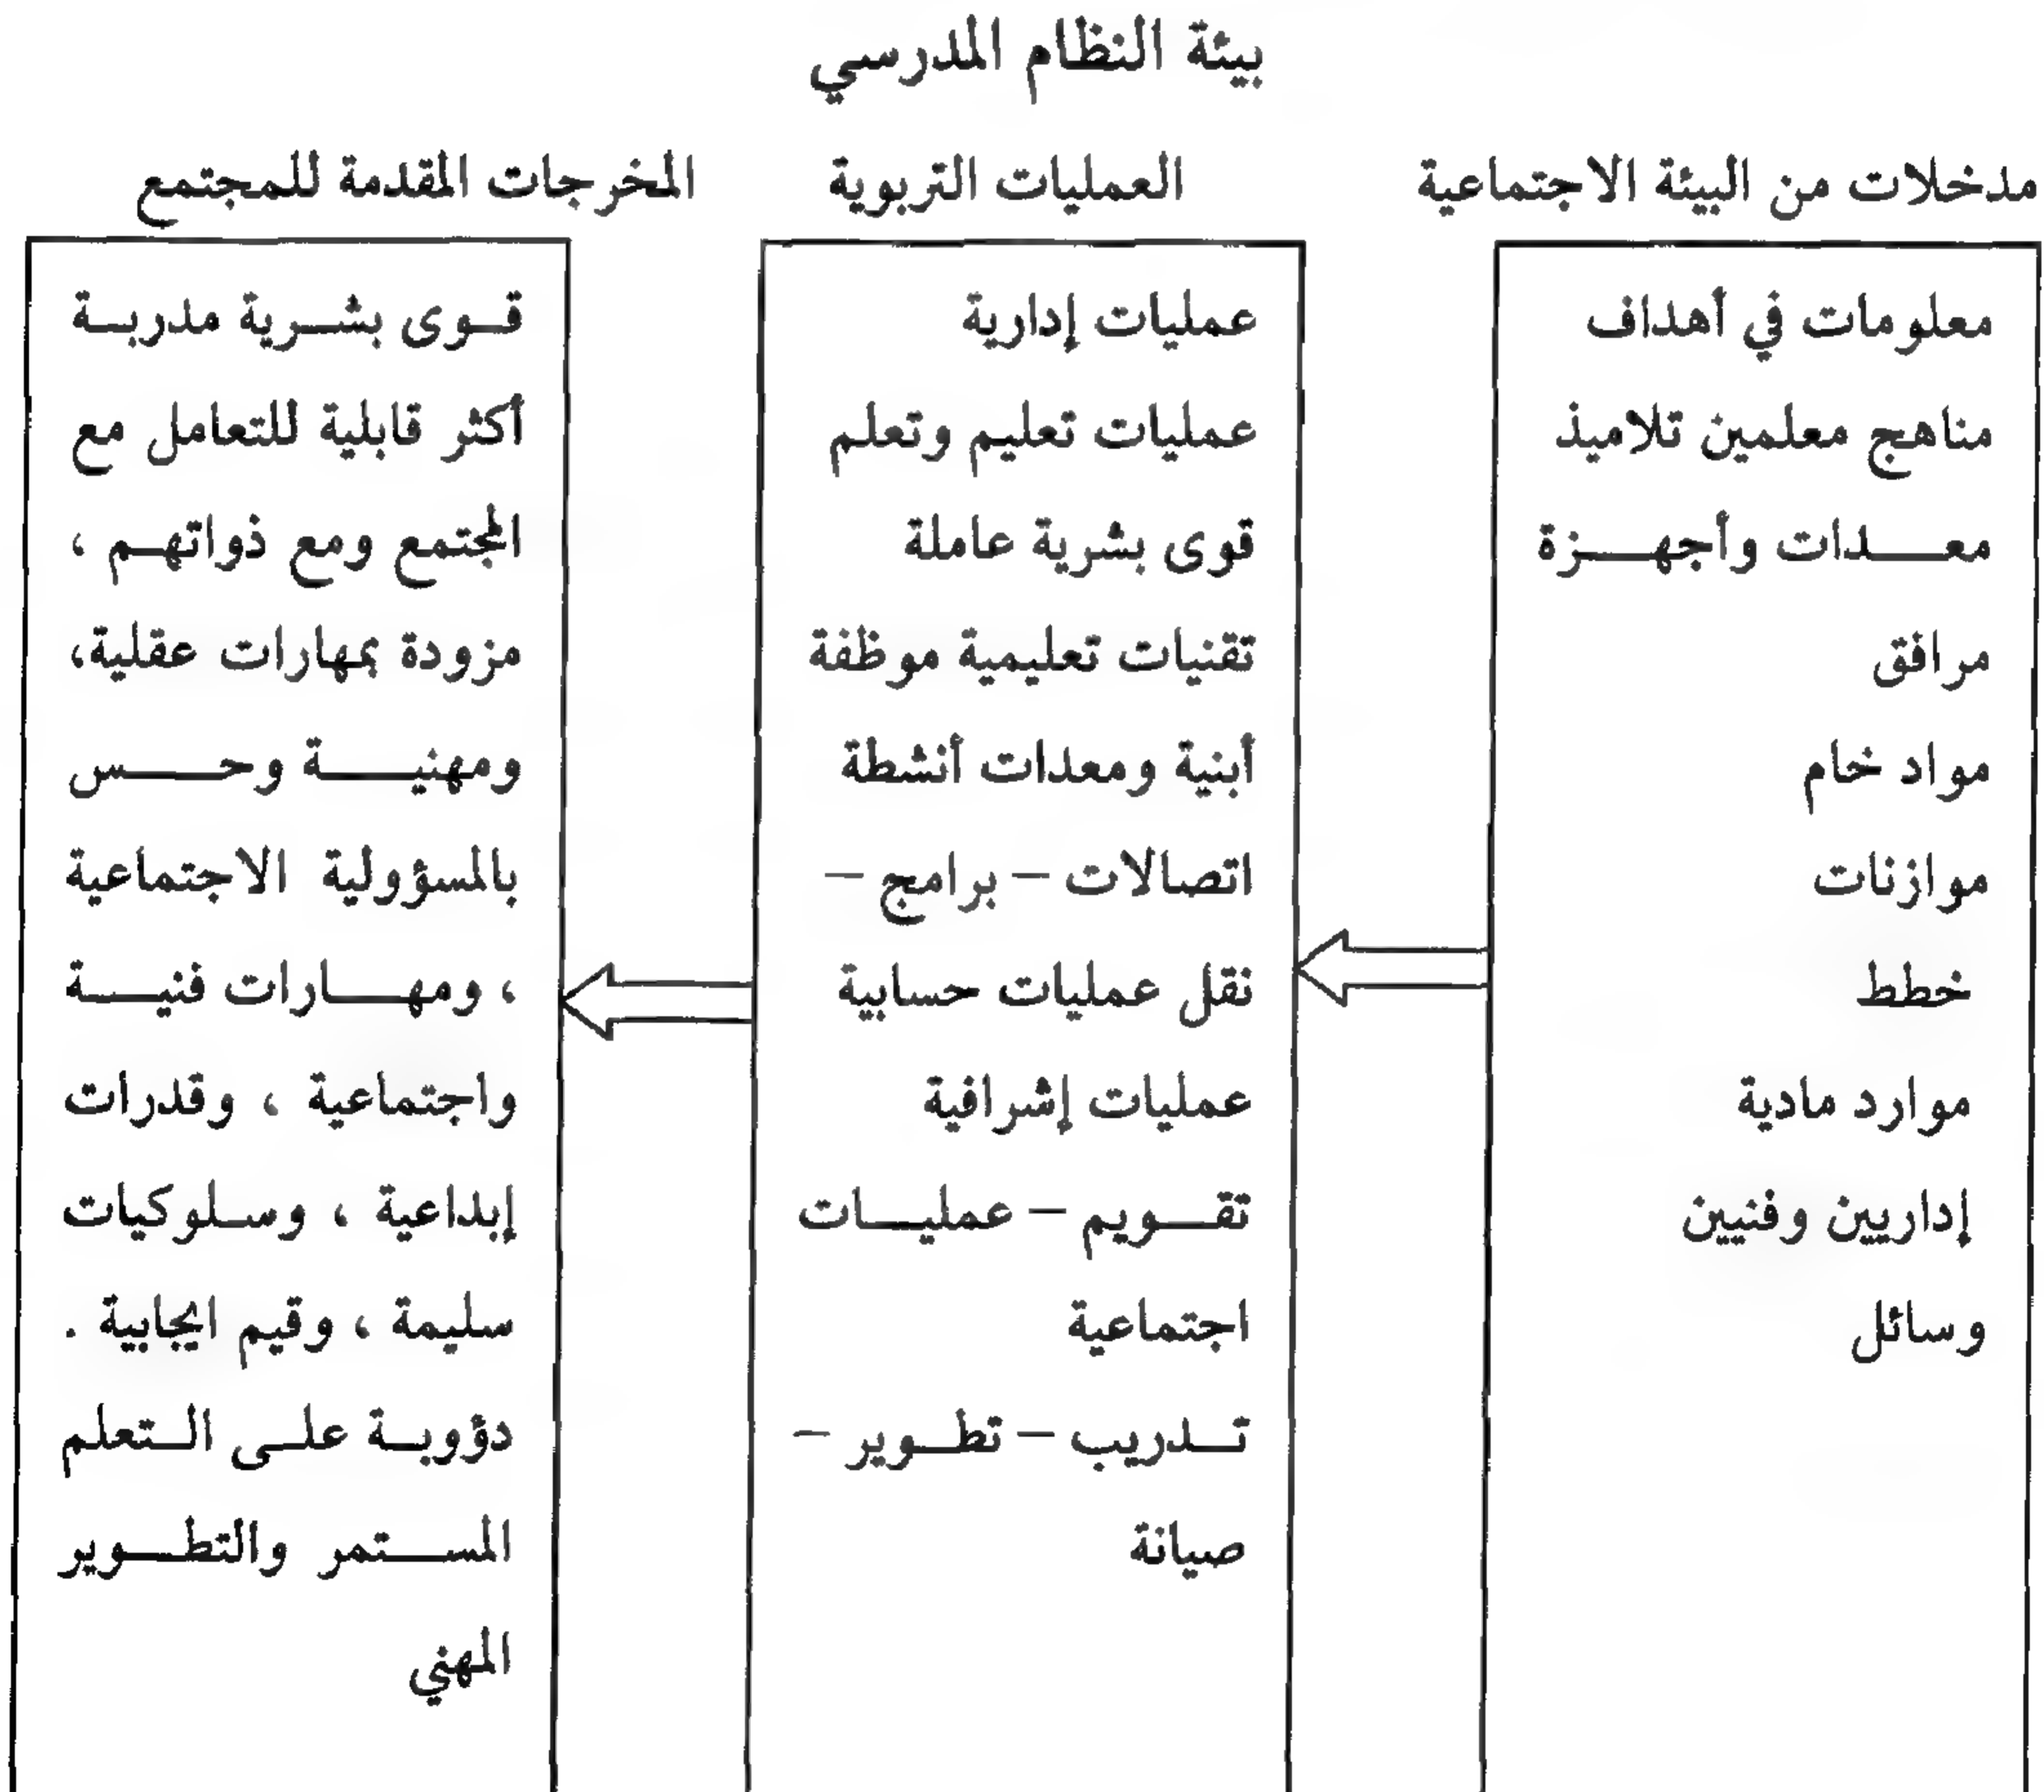 بيئة النظام المدرسي
مدخلات من البيئة الاجتماعية
معلومات في أهداف
مناهج معلمين تلاميذ
معدات وأجهزة
مرافق
مواد خام
موازنات
خطط
موارد مادية
إداريين وفنيين
وسائل
العمليات التربوية
عمليات إدارية
عمليات تعليم وتعلم
قوى بشرية عاملة
تقنيات تعليمية موظفة
أبنية ومعدات أنشطة
اتصالات – برامج –
نقل عمليات حسابية
عمليات إشرافية
تقويم – عمليات
اجتماعية
تدريب – تطوير –
صيانة
المخرجات المقدمة للمجتمع
قوى بشرية مدربة
أكثر قابلية للتعامل مع
المجتمع ومع ذواتهم ،
مزودة بمهارات عقلية،
ومهنية وحس
بالمسؤولية الاجتماعية
، ومهارات فنية
واجتماعية ، وقدرات
إبداعية ، وسلوكيات
سليمة ، وقيم ايجابية .
دؤوبة على التعلم
المستمر والتطوير
المهني